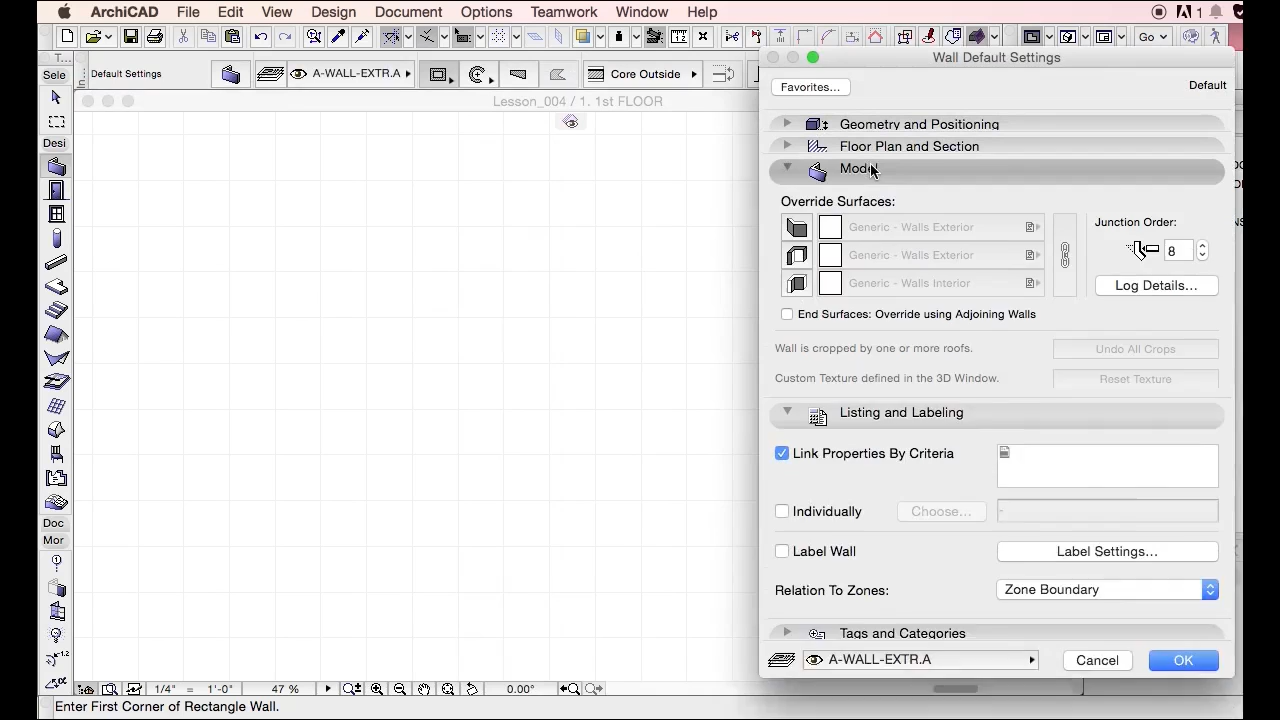 ArchiCAD File Edit View Design Document Options Teamwork Window Help 1
Go
T...
Sele
Default Settings
A-WALL-EXTR.A
Core Outside
Wall Default Settings
Favorites...
Default
Lesson_004 / 1. 1st FLOOR
Geometry and Positioning
Desi
Floor Plan and Section
Model
Override Surfaces:
Junction Order:
Generic - Walls Exterior
8
Generic - Walls Exterior
Generic - Walls Interior
Log Details...
End Surfaces: Override using Adjoining Walls
Wall is cropped by one or more roofs.
Undo All Crops
Custom Texture defined in the 3D Window.
Reset Texture
Listing and Labeling
Link Properties By Criteria
Individually
Choose...
-
Doc
Mor
Label Wall
Label Settings...
Relation To Zones:
Zone Boundary
Tags and Categories
A-WALL-EXTR.A
Cancel
OK
1/4" = 1'-0" 47 % 0.00°
Enter First Corner of Rectangle Wall.